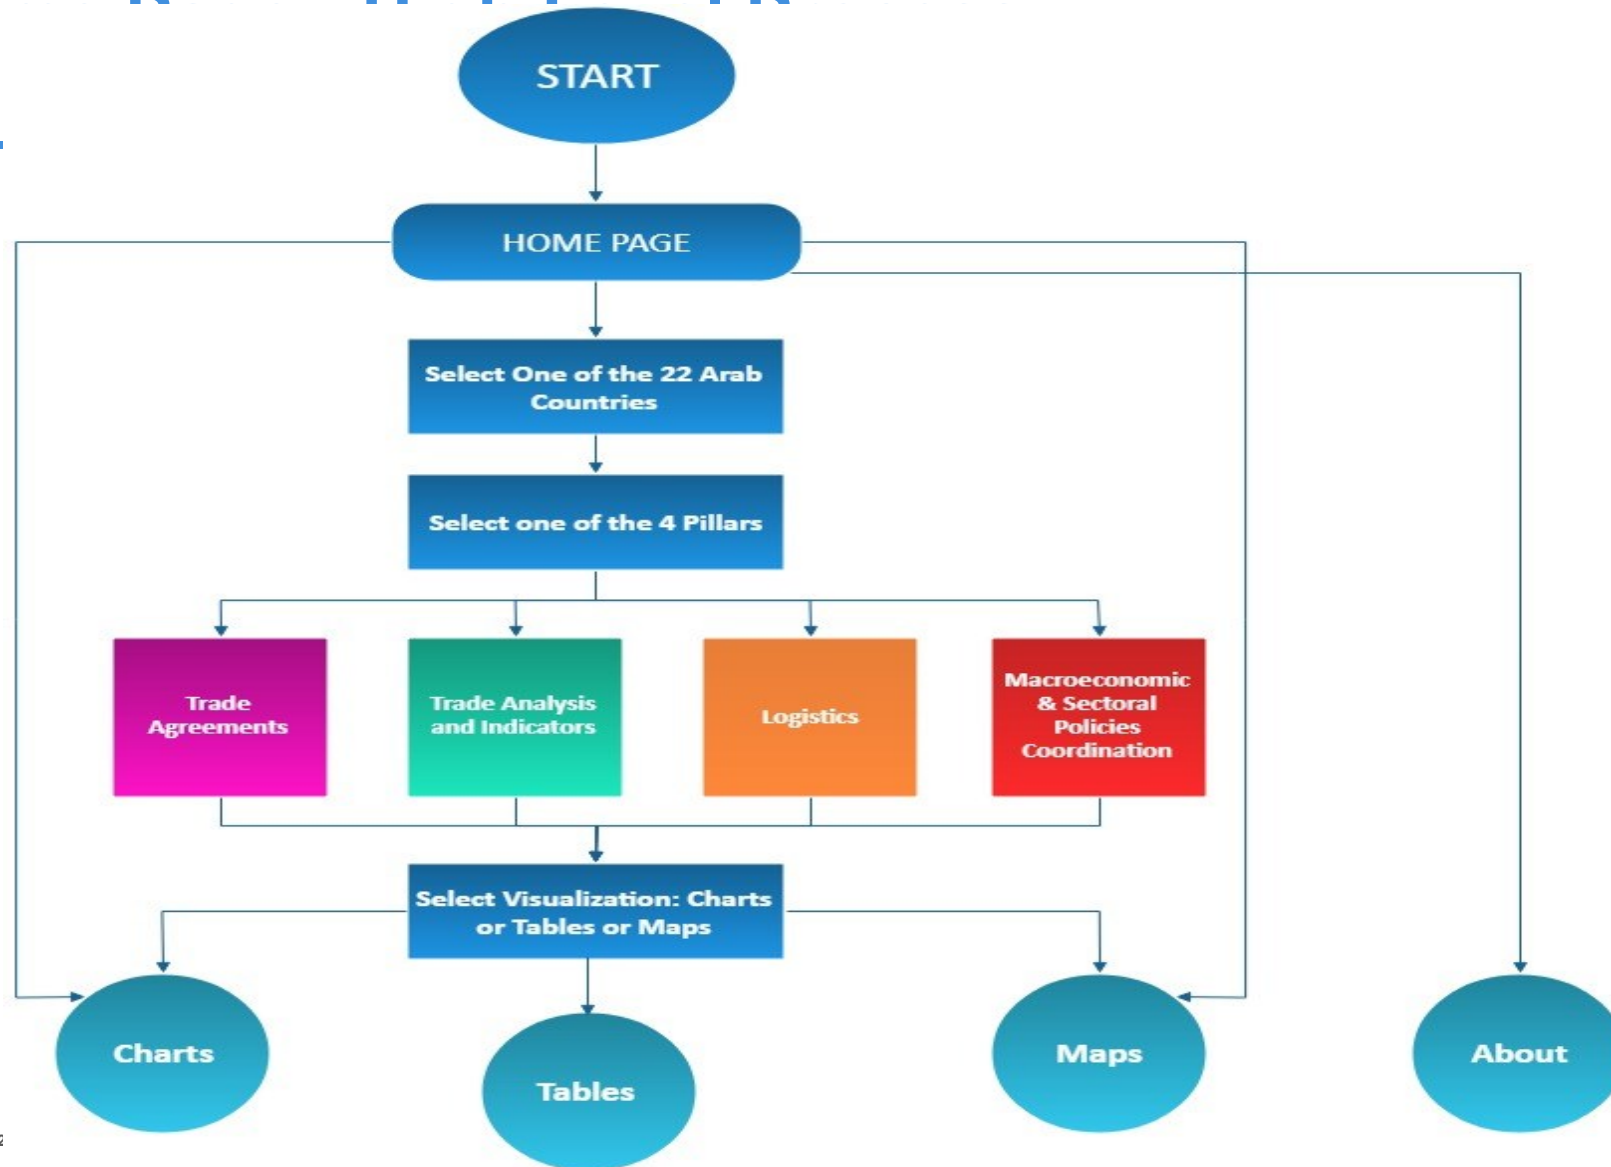 START
HOME PAGE
Select One of the 22 Arab
Countries
Select one of the 4 Pillars
Trade
Agreements
Trade Analysis
and Indicators
Logistics
Macroeconomic
& Sectoral
Policies
Coordination
Select Visualization: Charts
or Tables or Maps
Charts
Tables
Maps
About